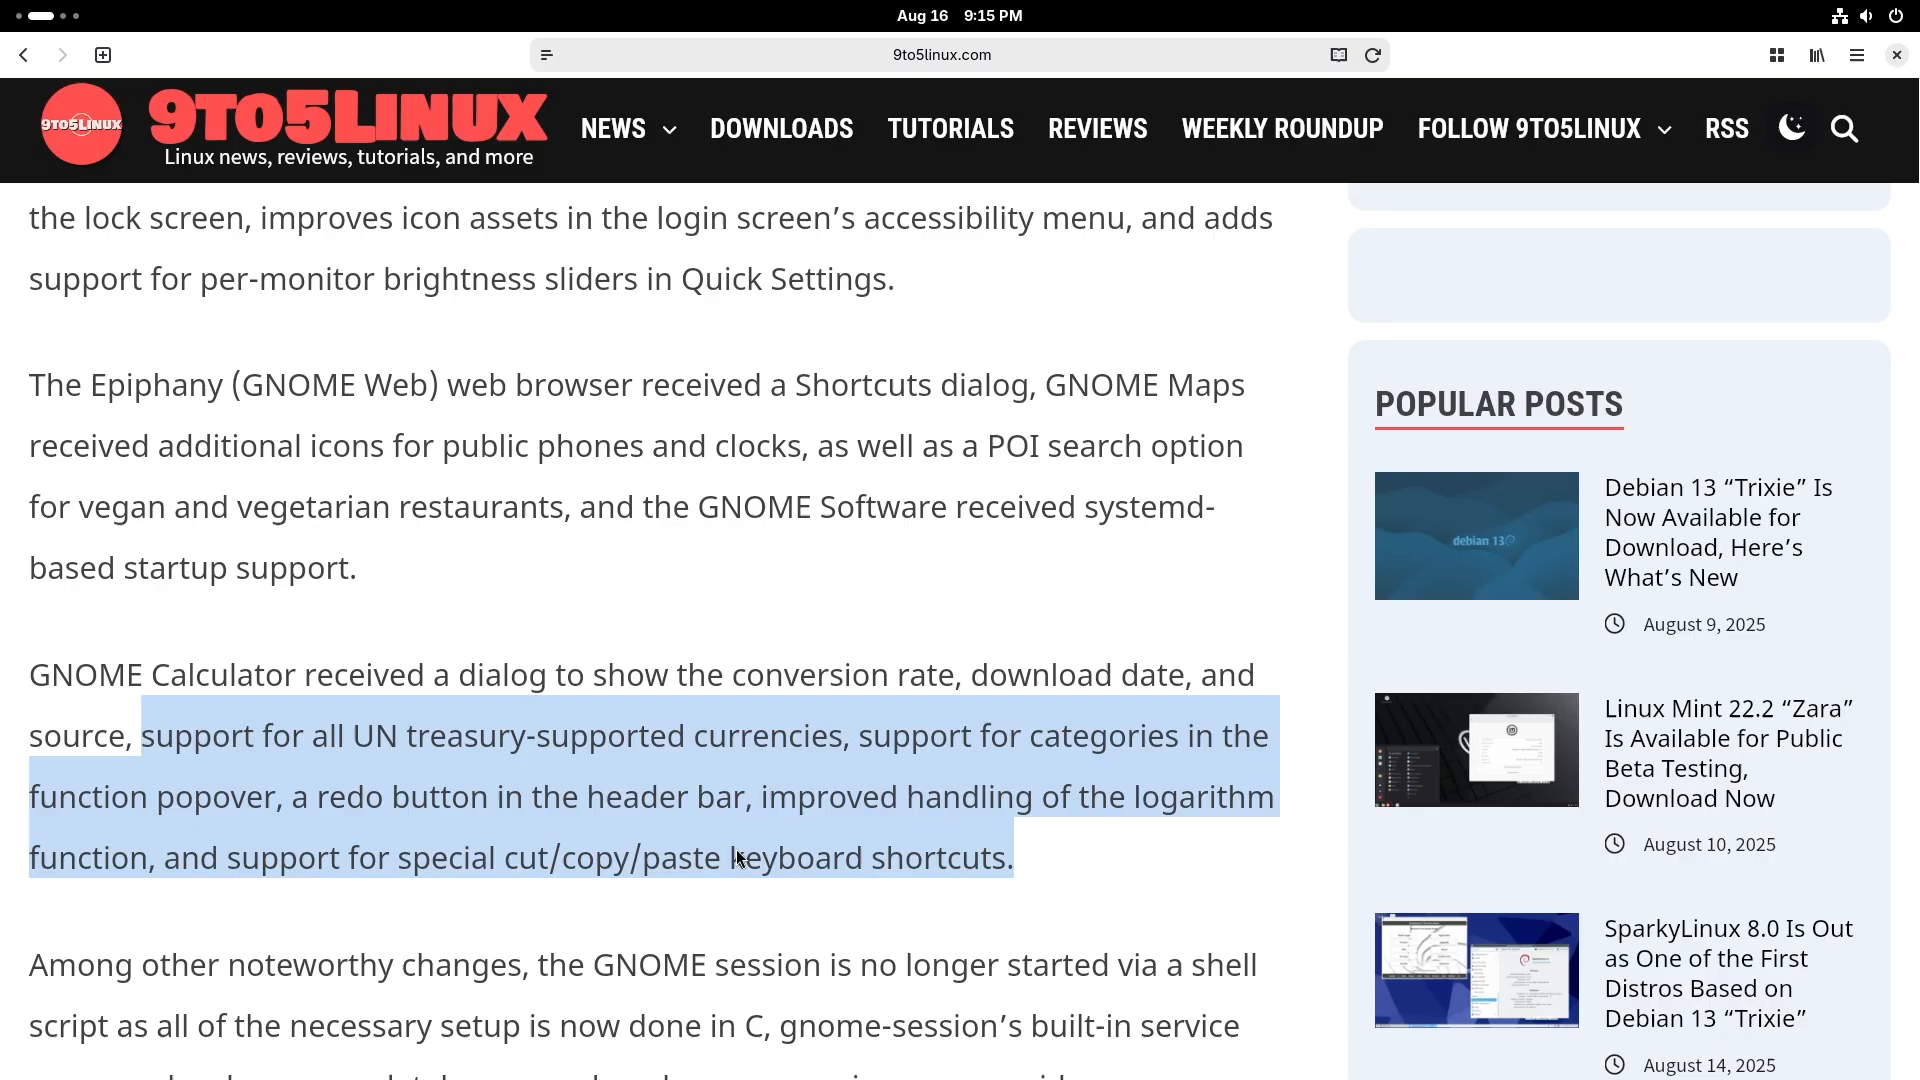 Aug 16 9:15 PM
9to5linux.com
9TO5LINUX
9TO5LINUX
Linux news, reviews, tutorials, and more
NEWS
DOWNLOADS
TUTORIALS
REVIEWS
WEEKLY ROUNDUP
FOLLOW 9TO5LINUX
RSS
the lock screen, improves icon assets in the login screen’s accessibility menu, and adds
support for per-monitor brightness sliders in Quick Settings.
The Epiphany (GNOME Web) web browser received a Shortcuts dialog, GNOME Maps
received additional icons for public phones and clocks, as well as a POI search option
for vegan and vegetarian restaurants, and the GNOME Software received systemd-
based startup support.
GNOME Calculator received a dialog to show the conversion rate, download date, and
source, support for all UN treasury-supported currencies, support for categories in the
function popover, a redo button in the header bar, improved handling of the logarithm
function, and support for special cut/copy/paste keyboard shortcuts.
Among other noteworthy changes, the GNOME session is no longer started via a shell
script as all of the necessary setup is now done in C, gnome-session’s built-in service
POPULAR POSTS
debian 13
Debian 13 “Trixie” Is
Now Available for
Download, Here’s
What’s New
August 9, 2025
Linux Mint 22.2 “Zara”
Is Available for Public
Beta Testing,
Download Now
August 10, 2025
SparkyLinux 8.0 Is Out
as One of the First
Distros Based on
Debian 13 “Trixie”
August 14, 2025